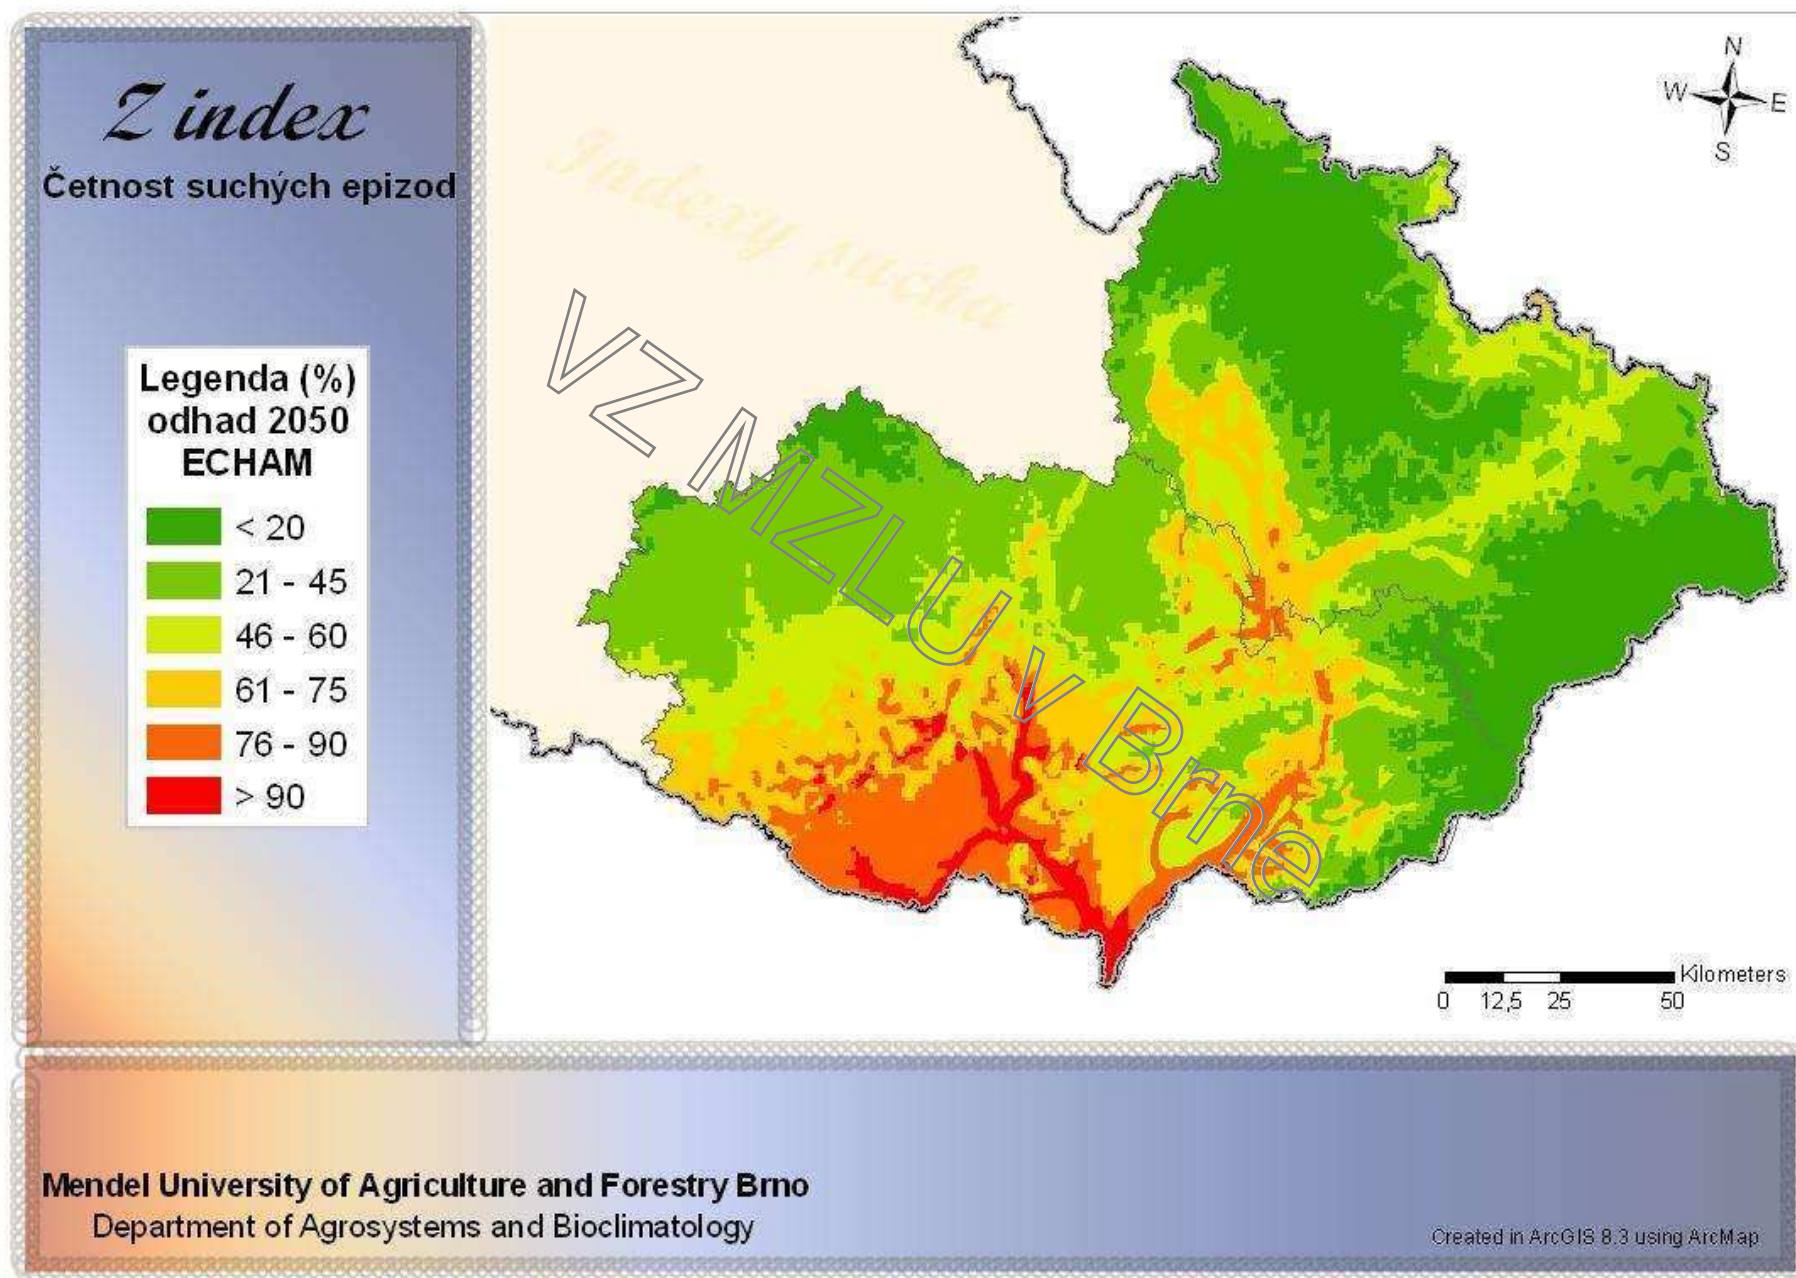 Z index
Četnost suchých epizod
Legenda (%)
odhad 2050
ECHAM
< 20
21 - 45
46 - 60
61 - 75
76 - 90
> 90
Indexy sucha
VZ MZLU v Brne
N
W E
S
Kilometers
0 12,5 25 50
Mendel University of Agriculture and Forestry Brno
Department of Agrosystems and Bioclimatology
Created in ArcGIS 8.3 using ArcMap